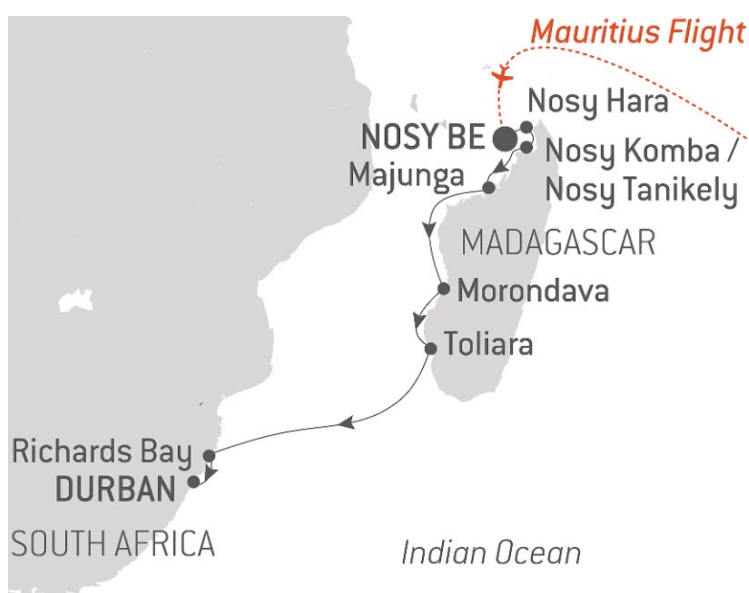 Mauritius Flight
Nosy Hara
NOSY BE
Nosy Komba /
Majunga
Nosy Tanikely
MADAGASCAR
Morondava
Toliara
Richards Bay
DURBAN
SOUTH AFRICA
Indian Ocean